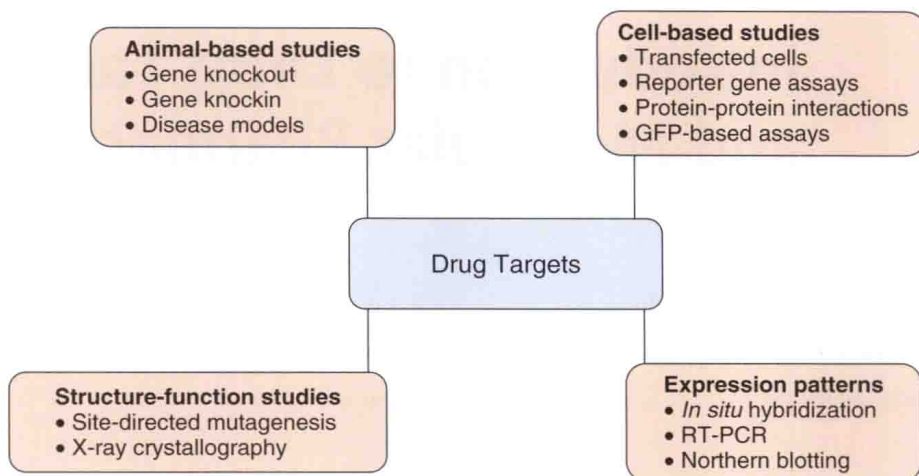 Animal-based studies
• Gene knockout
• Gene knockin
• Disease models
Cell-based studies
• Transfected cells
• Reporter gene assays
• Protein-protein interactions
• GFP-based assays
Drug Targets
Structure-function studies
• Site-directed mutagenesis
• X-ray crystallography
Expression patterns
• In situ hybridization
• RT-PCR
• Northern blotting